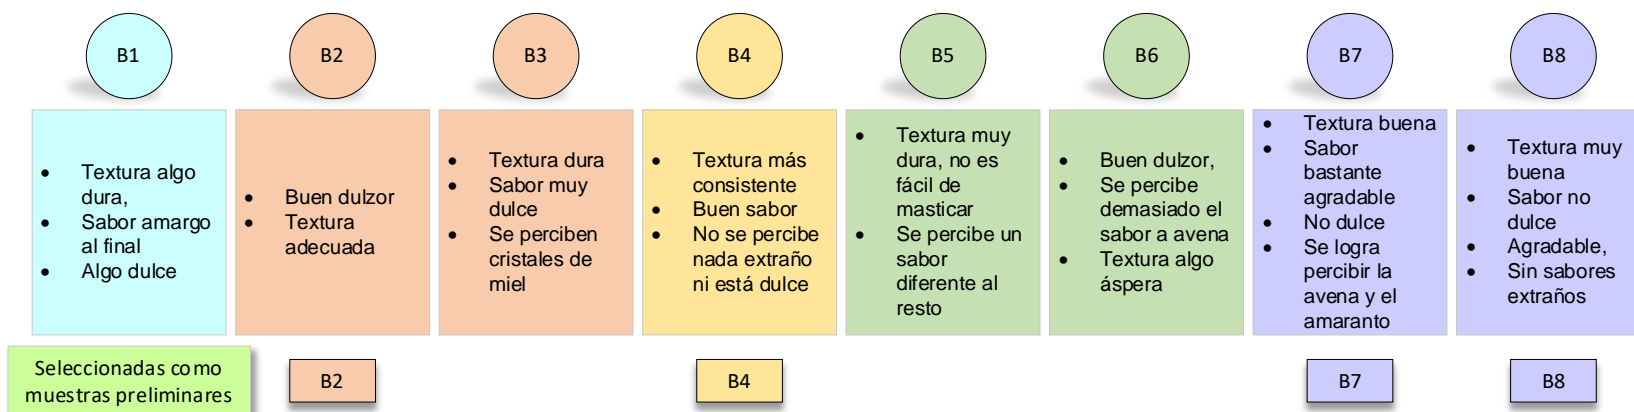 B1
B2
B3
B4
B5
B6
B7
B8
• Textura algo
dura,
• Sabor amargo
al final
• Algo dulce
• Buen dulzor
• Textura
adecuada
• Textura dura
• Sabor muy
dulce
• Se perciben
cristales de
miel
• Textura más
consistente
• Buen sabor
• No se percibe
nada extraño
ni está dulce
• Textura muy
dura, no es
fácil de
masticar
• Se percibe un
sabor
diferente al
resto
• Buen dulzor,
• Se percibe
demasiado el
sabor a avena
• Textura algo
áspera
• Textura buena
• Sabor
bastante
agradable
• No dulce
• Se logra
percibir la
avena y el
amaranto
• Textura muy
buena
• Sabor no
dulce
• Agradable,
• Sin sabores
extraños
Seleccionadas como
muestras preliminares
B2
B4
B7
B8